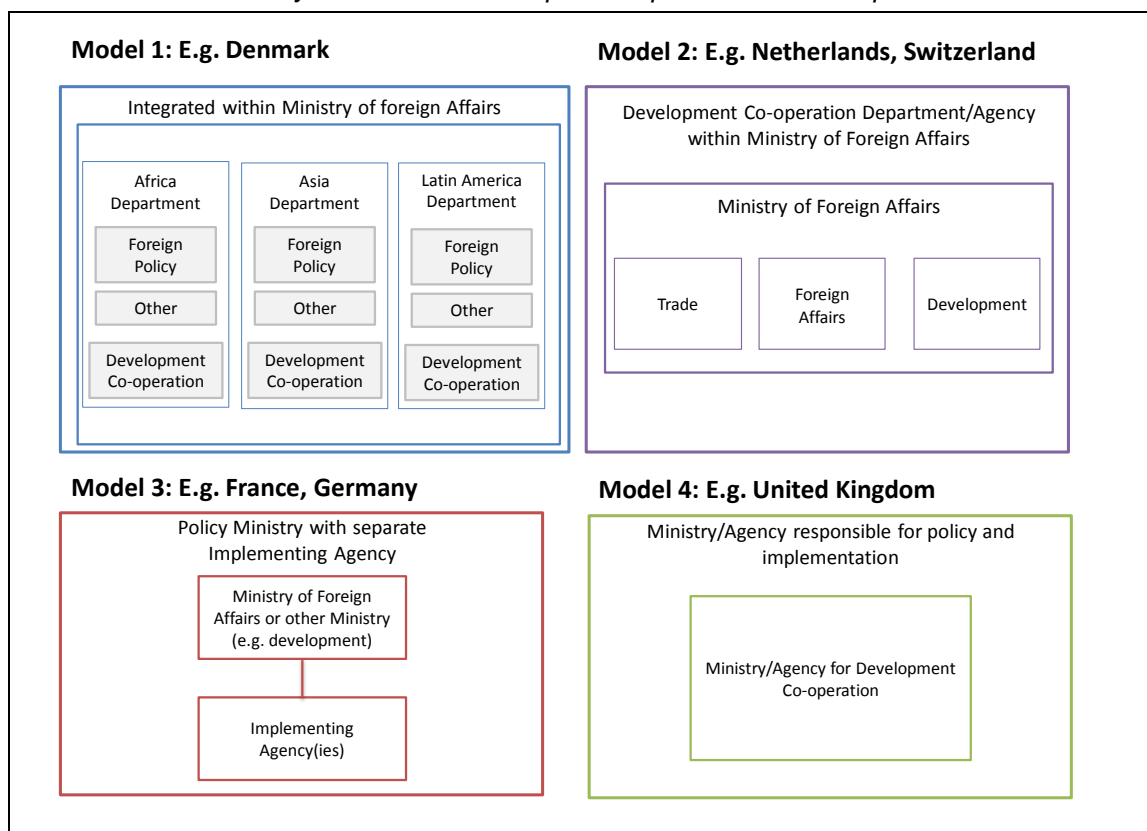 Model 1: E.g. Denmark
Integrated within Ministry of foreign Affairs
Africa
Department
Foreign
Policy
Other
Development
Co-operation
Asia
Department
Foreign
Policy
Other
Development
Co-operation
Latin America
Department
Foreign
Policy
Other
Development
Co-operation
Model 2: E.g. Netherlands, Switzerland
Development Co-operation Department/Agency
within Ministry of Foreign Affairs
Ministry of Foreign Affairs
Trade
Foreign
Affairs
Development
Model 3: E.g. France, Germany
Policy Ministry with separate
Implementing Agency
Ministry of Foreign
Affairs or other Ministry
(e.g. development)
Implementing
Agency(ies)
Model 4: E.g. United Kingdom
Ministry/Agency responsible for policy and
implementation
Ministry/Agency for Development
Co-operation